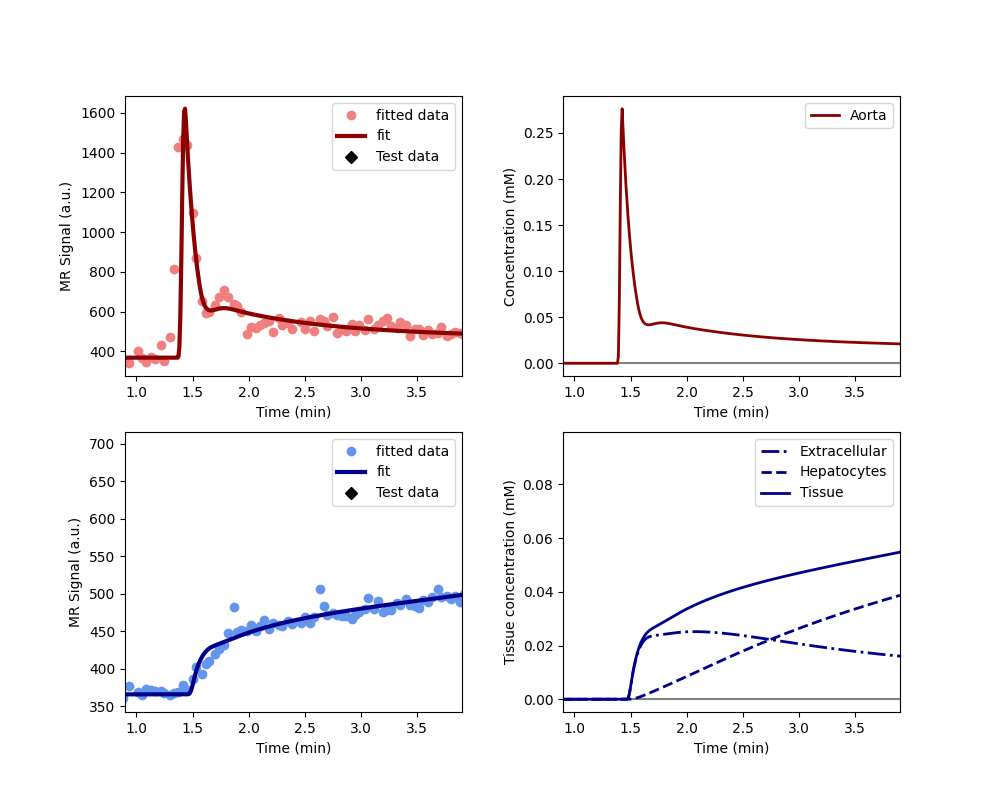 1600
1400
1200
1000
800
600
400
MR Signal (a.u.)
1.0 1.5 2.0 2.5 3.0 3.5
Time (min)
fitted data
fit
Test data
0.25
0.20
0.15
0.10
0.05
0.00
Concentration (mM)
1.0 1.5 2.0 2.5 3.0 3.5
Time (min)
Aorta
700
650
600
550
500
450
400
350
MR Signal (a.u.)
1.0 1.5 2.0 2.5 3.0 3.5
Time (min)
fitted data
fit
Test data
0.08
0.06
0.04
0.02
0.00
Tissue concentration (mM)
1.0 1.5 2.0 2.5 3.0 3.5
Time (min)
Extracellular
Hepatocytes
Tissue